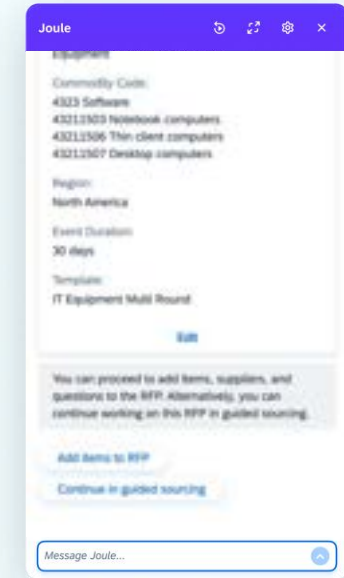 Joule
Equipment
Commodity Code:
4323 Software
43211503 Notebook computers
43211506 Thin client computers
43211507 Desktop computers
Region:
North America
Event Duration:
30 days
Template:
IT Equipment Multi Round
Edit
You can proceed to add items, suppliers, and
questions to the RFP. Alternatively, you can
continue working on this RFP in guided sourcing.
Add items to RFP
Continue in guided sourcing
Message Joule...